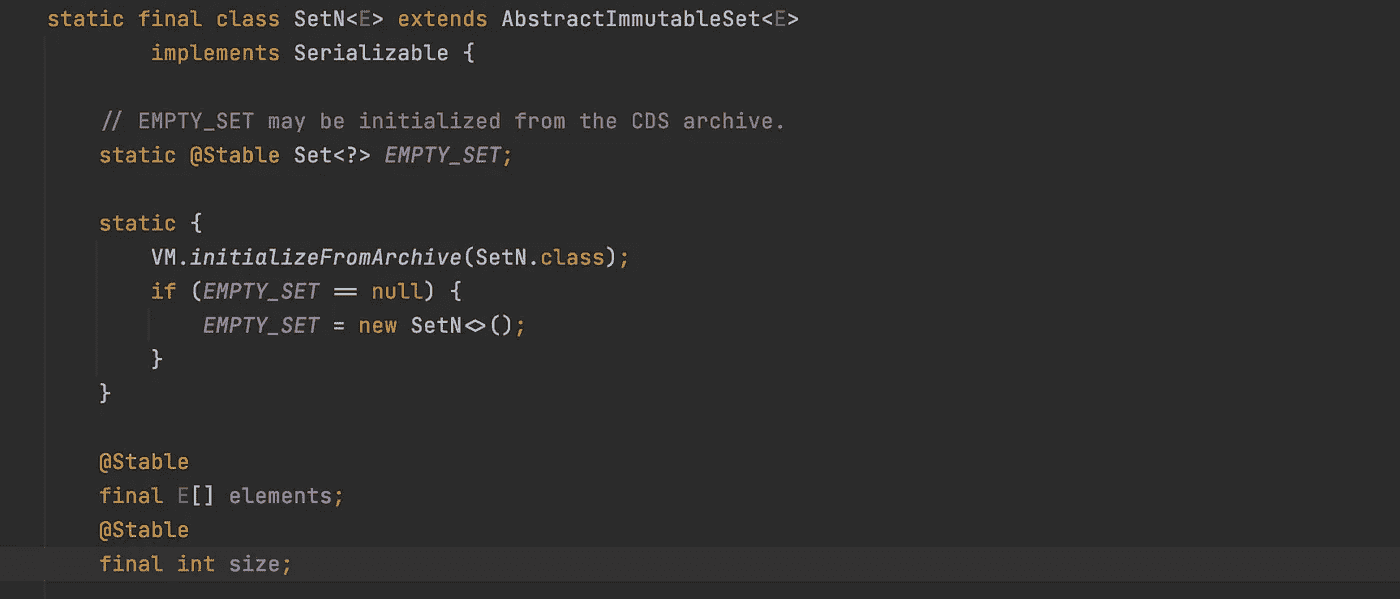 static final class SetN<E> extends AbstractImmutableSet<E>
implements Serializable {
// EMPTY_SET may be initialized from the CDS archive.
static @Stable Set<?> EMPTY_SET;
static {
VM.initializeFromArchive(SetN.class);
if (EMPTY_SET == null) {
EMPTY_SET = new SetN<>();
}
}
@Stable
final E[] elements;
@Stable
final int size;